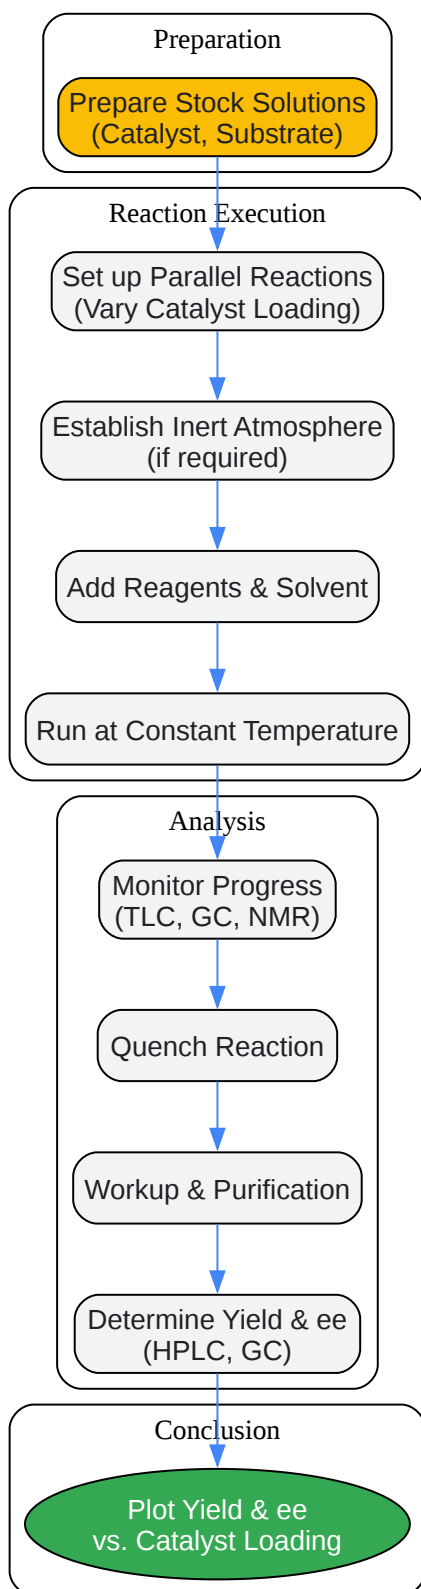 Preparation
Prepare Stock Solutions
(Catalyst, Substrate)
Reaction Execution
Set up Parallel Reactions
(Vary Catalyst Loading)
Establish Inert Atmosphere
(if required)
Add Reagents & Solvent
Run at Constant Temperature
Analysis
Monitor Progress
(TLC, GC, NMR)
Quench Reaction
Workup & Purification
Determine Yield & ee
(HPLC, GC)
Conclusion
Plot Yield & ee
vs. Catalyst Loading